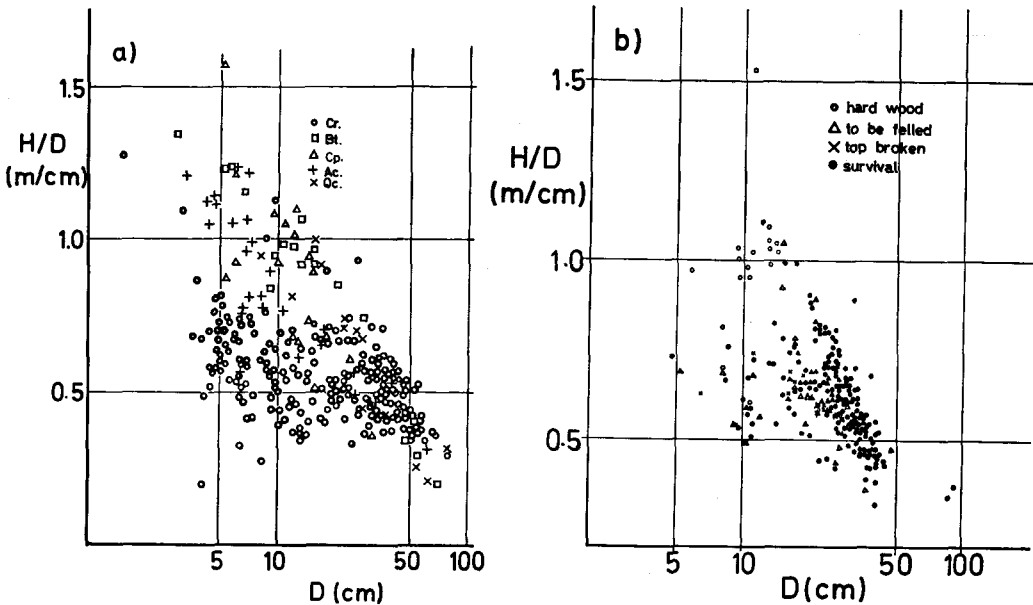 a)
1.5
H/D
(m/cm)
1.0
0.5
Cr.
Bt.
Cp.
Ac.
Qc.
5 10 50 100
D (cm)
b)
1.5
H/D
(m/cm)
1.0
0.5
hard wood
to be felled
top broken
survival
5 10 50 100
D (cm)